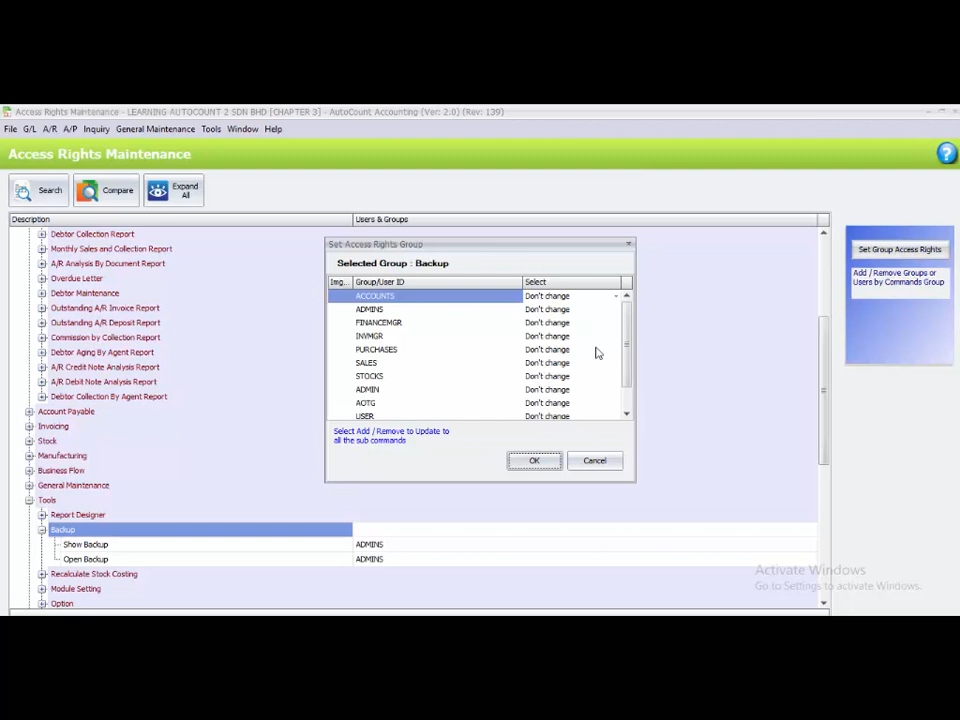 Access Rights Maintenance - LEARNING AUTOCOUNT 2 SDN BHD [CHAPTER 3] - AutoCount Accounting (Ver: 2.0) (Rev: 139)
File G/L A/R A/P Inquiry General Maintenance Tools Window Help
Access Rights Maintenance
Search
Compare
Expand All
Description
Users & Groups
Debtor Collection Report
Monthly Sales and Collection Report
A/R Analysis By Document Report
Overdue Letter
Debtor Maintenance
Outstanding A/R Invoice Report
Outstanding A/R Deposit Report
Commission by Collection Report
Debtor Aging By Agent Report
A/R Credit Note Analysis Report
A/R Debit Note Analysis Report
Debtor Collection By Agent Report
Account Payable
Invoicing
Stock
Manufacturing
Business Flow
General Maintenance
Tools
Report Designer
Backup
Show Backup ADMINS
Open Backup ADMINS
Recalculate Stock Costing
Module Setting
Option
Set Access Rights Group
Selected Group : Backup
Img... Group/User ID Select
ACCOUNTS Don't change
ADMINS Don't change
FINANCEMGR Don't change
INVMGR Don't change
PURCHASES Don't change
SALES Don't change
STOCKS Don't change
ADMIN Don't change
AOTG Don't change
USER Don't change
Select Add / Remove to Update to
all the sub commands
OK Cancel
Set Group Access Rights
Add / Remove Groups or
Users by Commands Group
Activate Windows
Go to Settings to activate Windows.